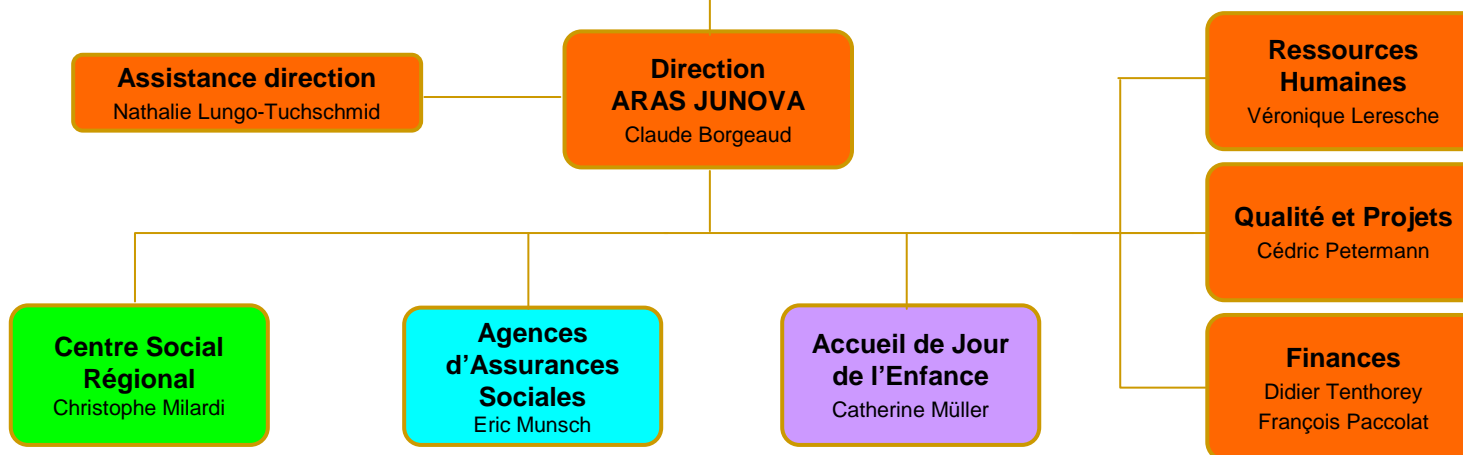 Assistance direction
Nathalie Lungo-Tuchschmid
Direction
ARAS JUNOVA
Claude Borgeaud
Ressources
Humaines
Véronique Leresche
Qualité et Projets
Cédric Petermann
Centre Social
Régional
Christophe Milardi
Agences
d’Assurances
Sociales
Eric Munsch
Accueil de Jour
de l’Enfance
Catherine Müller
Finances
Didier Tenthorey
François Paccolat